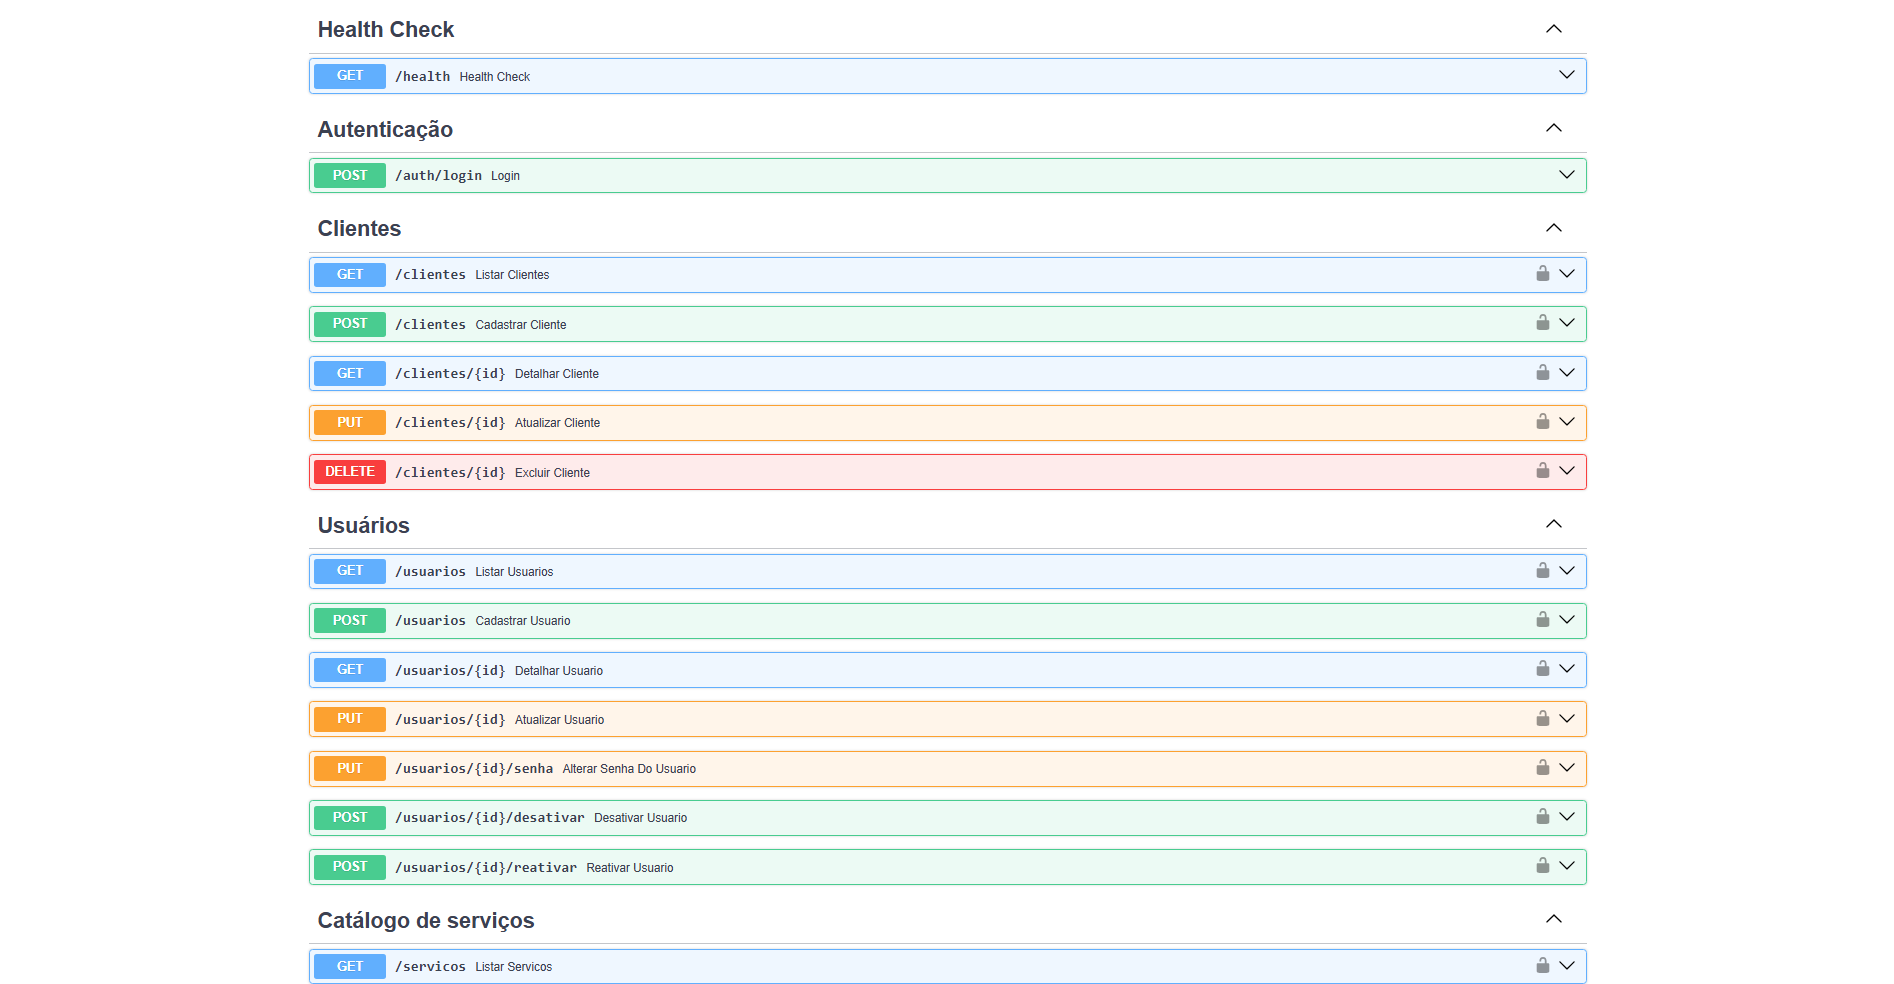 Health Check
GET /health Health Check
Autenticação
POST /auth/login Login
Clientes
GET /clientes Listar Clientes
POST /clientes Cadastrar Cliente
GET /clientes/{id} Detalhar Cliente
PUT /clientes/{id} Atualizar Cliente
DELETE /clientes/{id} Excluir Cliente
Usuários
GET /usuarios Listar Usuarios
POST /usuarios Cadastrar Usuario
GET /usuarios/{id} Detalhar Usuario
PUT /usuarios/{id} Atualizar Usuario
PUT /usuarios/{id}/senha Alterar Senha Do Usuario
POST /usuarios/{id}/desativar Desativar Usuario
POST /usuarios/{id}/reativar Reativar Usuario
Catálogo de serviços
GET /servicos Listar Servicos